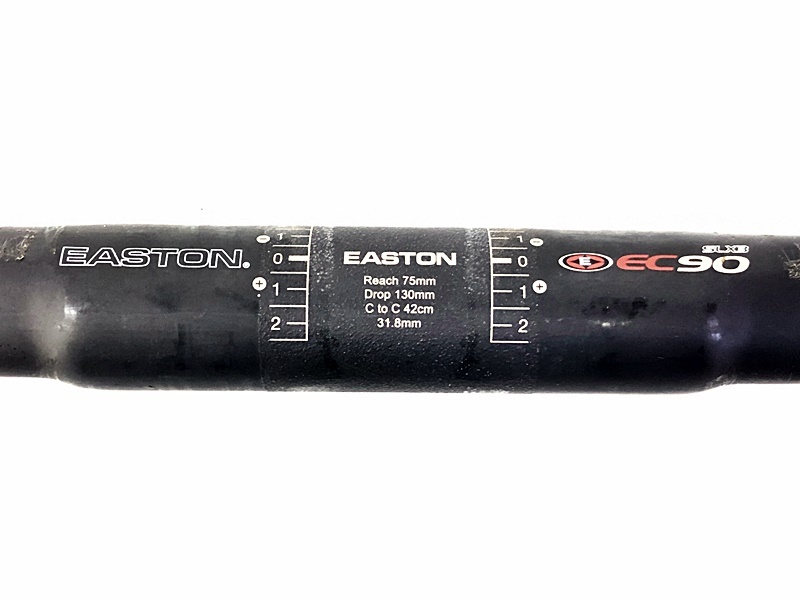 EASTON.
- 1
0
+ 1
2
EASTON
Reach 75mm
Drop 130mm
C to C 42cm
31.8mm
1 -
0
1 +
2
E EC90
SLX3